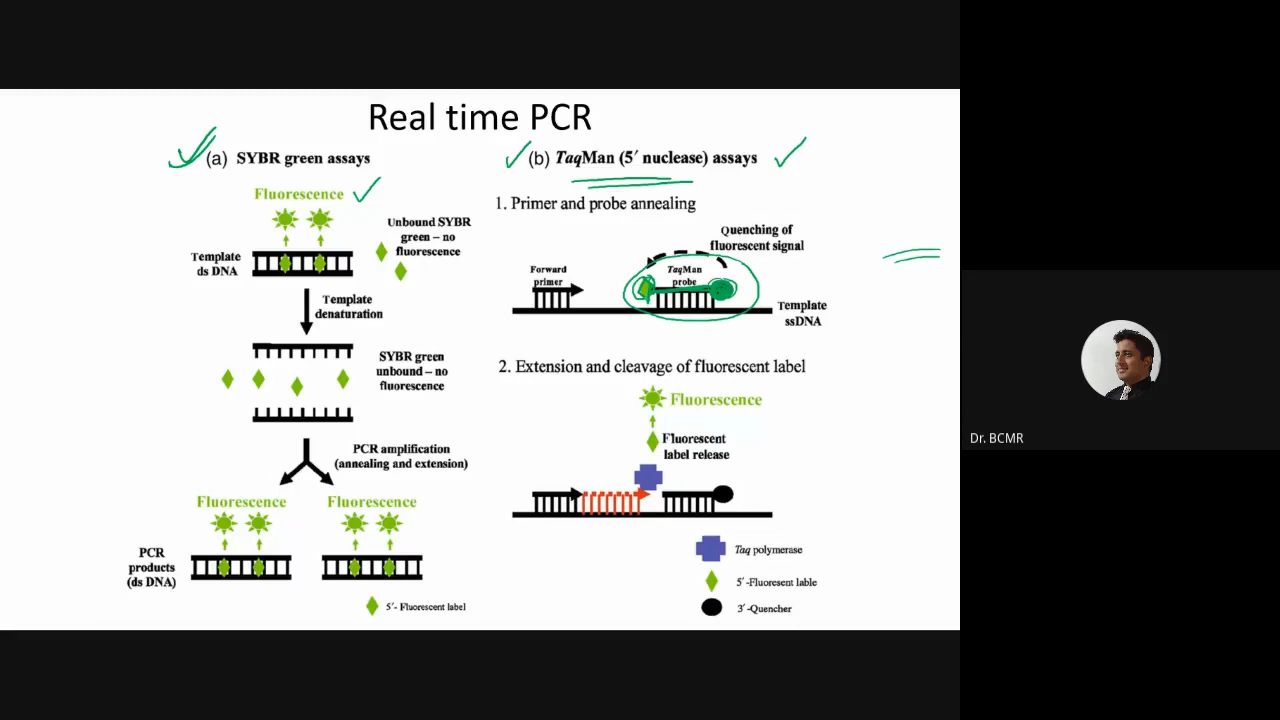 Real time PCR
(a) SYBR green assays
Fluorescence
Unbound SYBR
green – no
fluorescence
Template
ds DNA
Template
denaturation
SYBR green
unbound – no
fluorescence
PCR amplification
(annealing and extension)
Fluorescence
Fluorescence
PCR
products
(ds DNA)
5′- Fluorescent label
(b) TaqMan (5′ nuclease) assays
1. Primer and probe annealing
Quenching of
fluorescent signal
Forward
primer
TaqMan
probe
Template
ssDNA
2. Extension and cleavage of fluorescent label
Fluorescence
Fluorescent
label release
Taq polymerase
5′-Fluoresent lable
3′-Quencher
Dr. BCMR